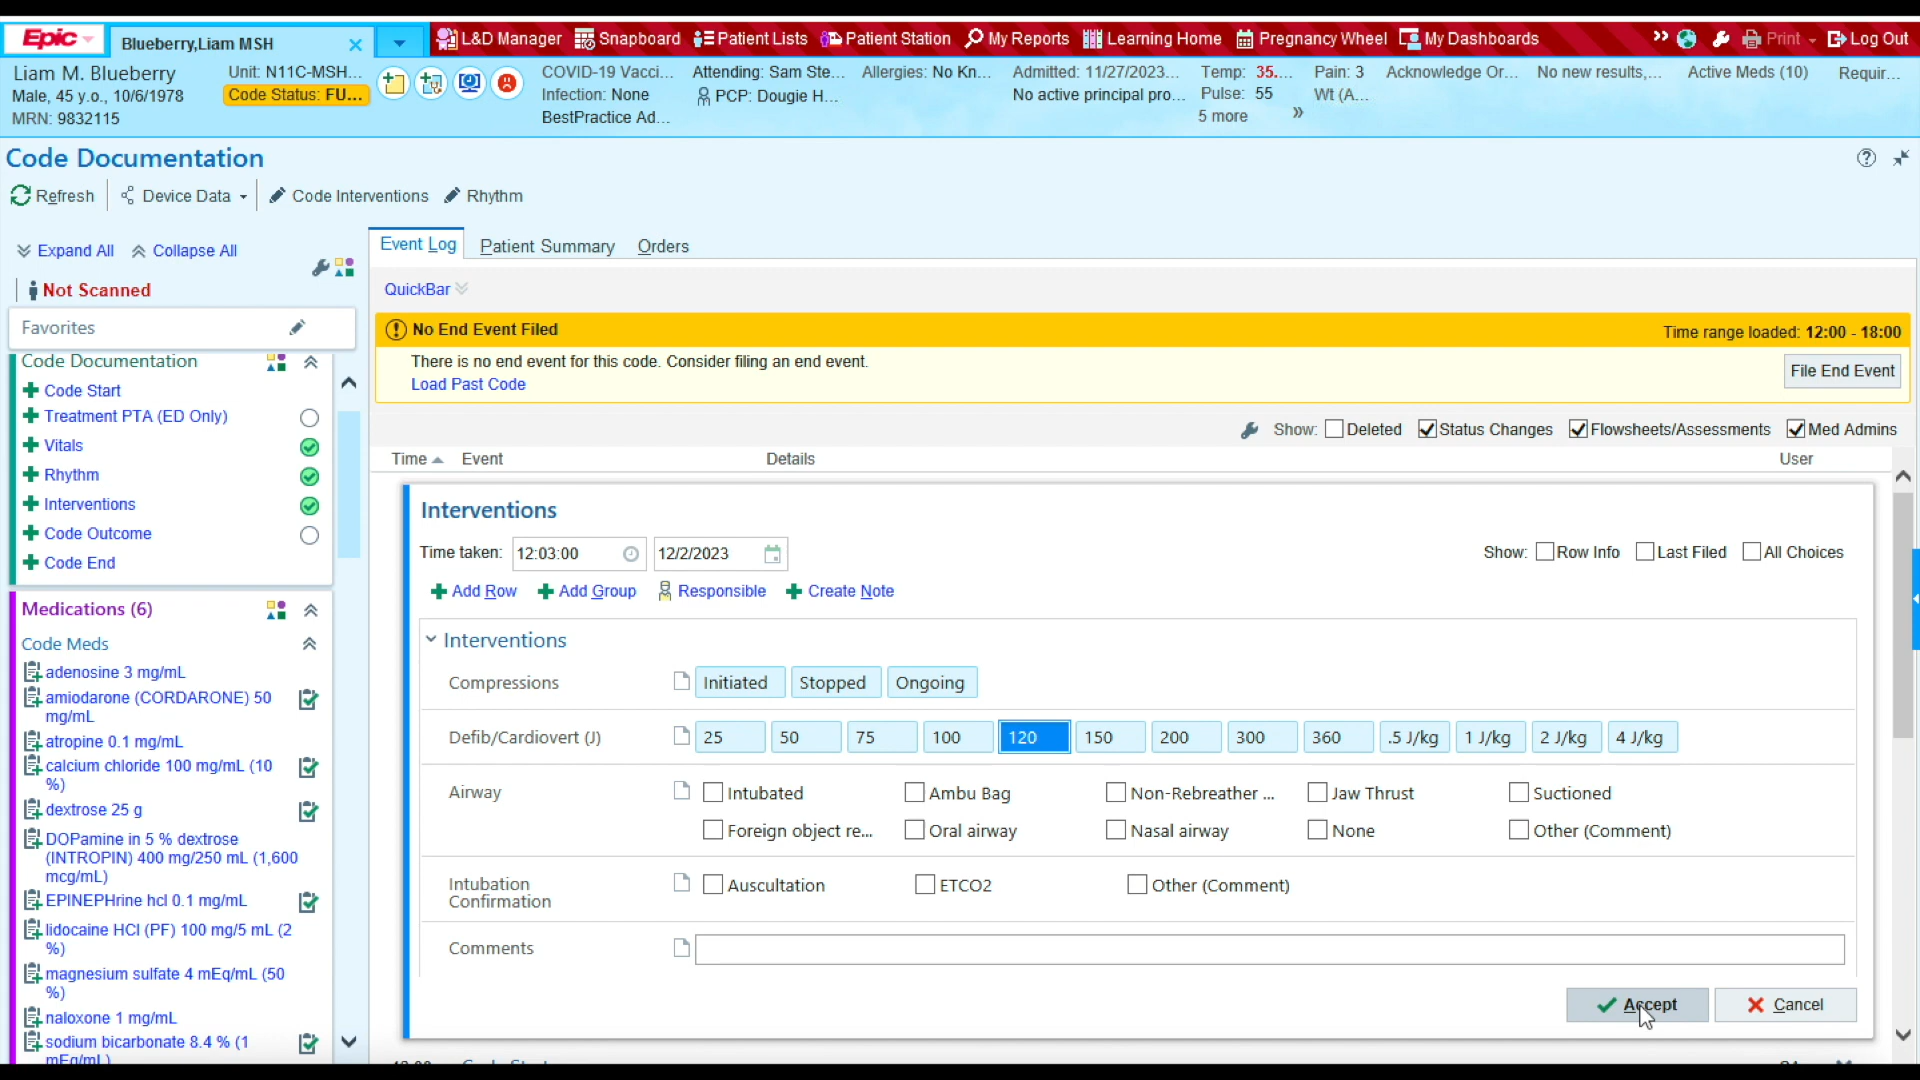 Epic
Blueberry,Liam MSH
L&D Manager
Snapboard
Patient Lists
Patient Station
My Reports
Learning Home
Pregnancy Wheel
My Dashboards
Print
Log Out
Liam M. Blueberry
Male, 45 y.o., 10/6/1978
MRN: 9832115
Unit: N11C-MSH...
Code Status: FU...
COVID-19 Vacci...
Infection: None
BestPractice Ad...
Attending: Sam Ste...
PCP: Dougie H...
Allergies: No Kn...
Admitted: 11/27/2023...
No active principal pro...
Temp: 35....
Pulse: 55
5 more
Pain: 3
Wt (A...
Acknowledge Or...
No new results,...
Active Meds (10)
Requir...
Code Documentation
Refresh
Device Data
Code Interventions
Rhythm
Expand All
Collapse All
Not Scanned
Favorites
Code Documentation
Code Start
Treatment PTA (ED Only)
Vitals
Rhythm
Interventions
Code Outcome
Code End
Medications (6)
Code Meds
adenosine 3 mg/mL
amiodarone (CORDARONE) 50
mg/mL
atropine 0.1 mg/mL
calcium chloride 100 mg/mL (10
%)
dextrose 25 g
DOPamine in 5 % dextrose
(INTROPIN) 400 mg/250 mL (1,600
mcg/mL)
EPINEPHrine hcl 0.1 mg/mL
lidocaine HCl (PF) 100 mg/5 mL (2
%)
magnesium sulfate 4 mEq/mL (50
%)
naloxone 1 mg/mL
sodium bicarbonate 8.4 % (1
mEq/mL)
Event Log
Patient Summary
Orders
QuickBar
No End Event Filed
Time range loaded: 12:00 - 18:00
There is no end event for this code. Consider filing an end event.
Load Past Code
File End Event
Show: Deleted Status Changes Flowsheets/Assessments Med Admins
Time Event Details User
Interventions
Time taken: 12:03:00 12/2/2023
Show: Row Info Last Filed All Choices
Add Row Add Group Responsible Create Note
Interventions
Compressions Initiated Stopped Ongoing
Defib/Cardiovert (J) 25 50 75 100 120 150 200 300 360 .5 J/kg 1 J/kg 2 J/kg 4 J/kg
Airway Intubated Ambu Bag Non-Rebreather ... Jaw Thrust Suctioned
Foreign object re... Oral airway Nasal airway None Other (Comment)
Intubation
Confirmation
Auscultation ETCO2 Other (Comment)
Comments
Accept Cancel